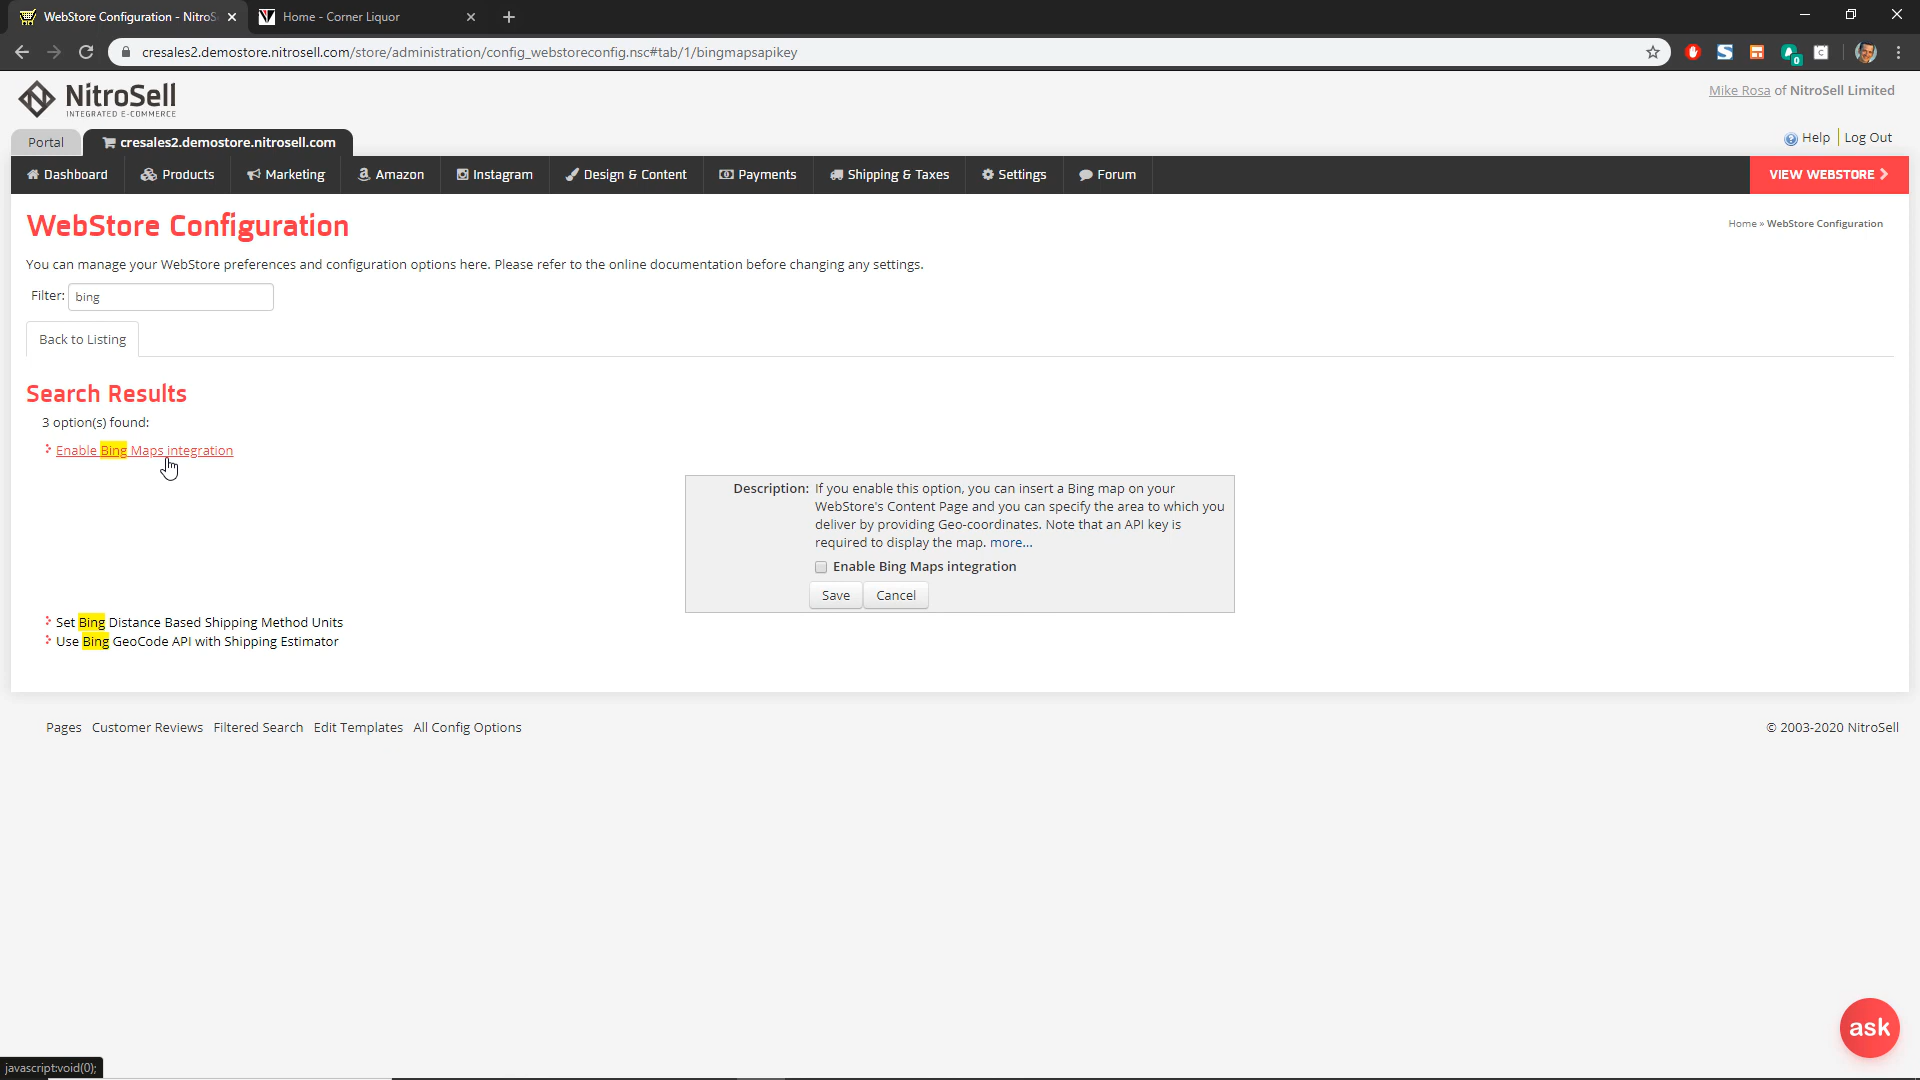 WebStore Configuration - NitroS
Home - Corner Liquor
cresales2.demostore.nitrosell.com/store/administration/config_webstoreconfig.nsc#tab/1/bingmapsapikey
0
C
NitroSell
INTEGRATED E-COMMERCE
Mike Rosa of NitroSell Limited
Portal
cresales2.demostore.nitrosell.com
Help
Log Out
Dashboard
Products
Marketing
Amazon
Instagram
Design & Content
Payments
Shipping & Taxes
Settings
Forum
VIEW WEBSTORE
WebStore Configuration
Home » WebStore Configuration
You can manage your WebStore preferences and configuration options here. Please refer to the online documentation before changing any settings.
Filter: bing
Back to Listing
Search Results
3 option(s) found:
Enable Bing Maps integration
Description: If you enable this option, you can insert a Bing map on your
WebStore's Content Page and you can specify the area to which you
deliver by providing Geo-coordinates. Note that an API key is
required to display the map. more...
Enable Bing Maps integration
Save
Cancel
Set Bing Distance Based Shipping Method Units
Use Bing GeoCode API with Shipping Estimator
Pages Customer Reviews Filtered Search Edit Templates All Config Options
© 2003-2020 NitroSell
ask
javascript:void(0);